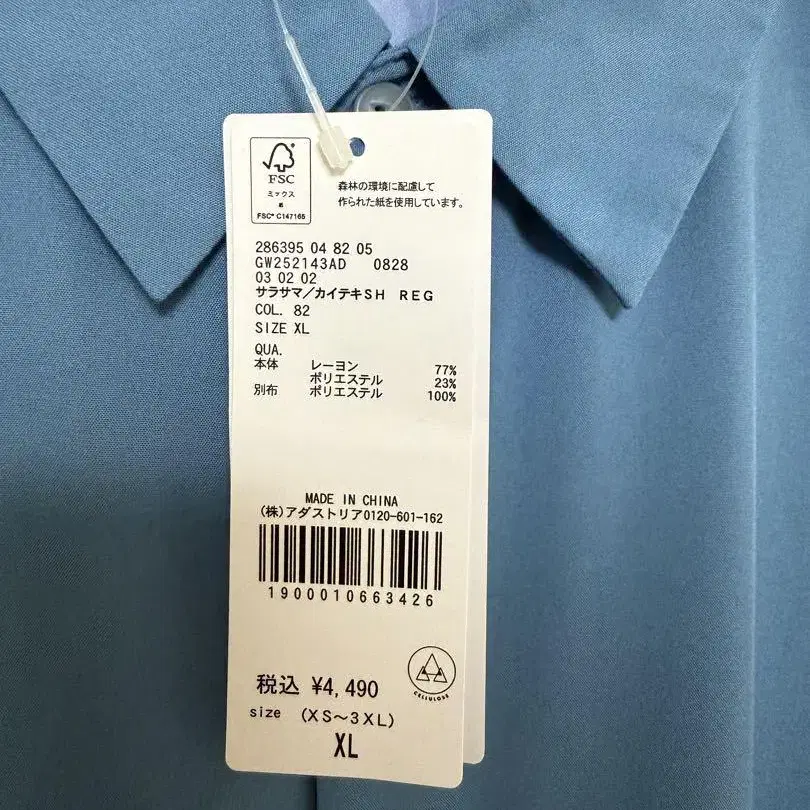 FSC
ミックス
紙
FSC® C147165
森林の環境に配慮して
作られた紙を使用しています。
286395 04 82 05
GW252143AD 0828
03 02 02
サラサマ/カイテキSH REG
COL. 82
SIZE XL
QUA.
本体 レーヨン 77%
ポリエステル 23%
別布 ポリエステル 100%
MADE IN CHINA
(株)アダストリア0120-601-162
1900010663426
CELLULOSE
税込 ¥4,490
size (XS~3XL)
XL